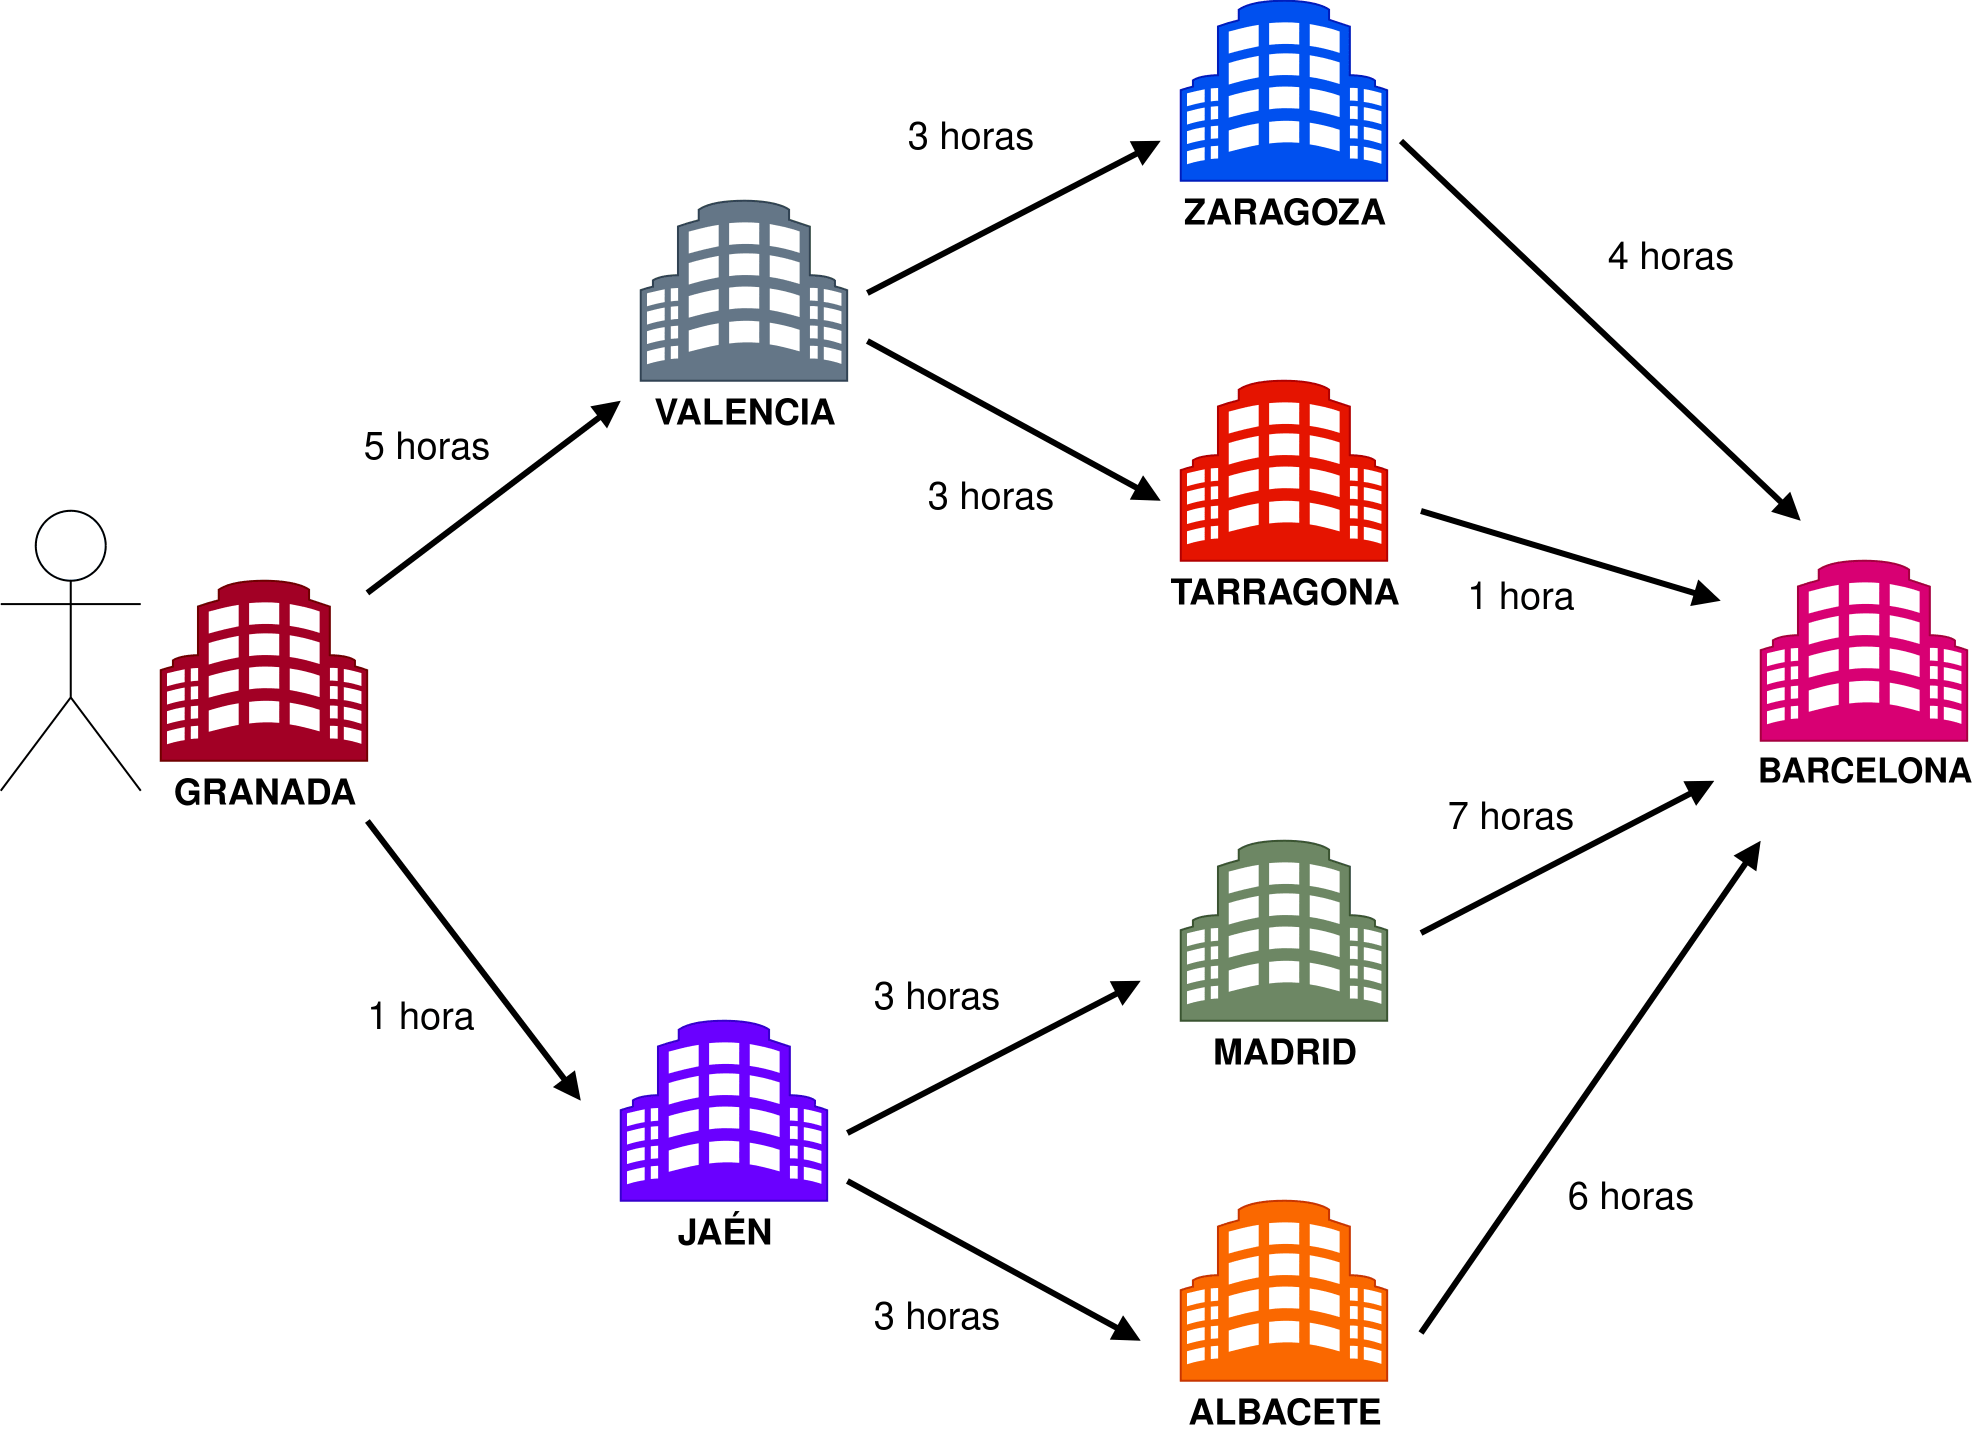 3 horas
ZARAGOZA
4 horas
VALENCIA
5 horas
3 horas
TARRAGONA
1 hora
BARCELONA
GRANADA
7 horas
1 hora
3 horas
MADRID
JAÉN
6 horas
3 horas
ALBACETE